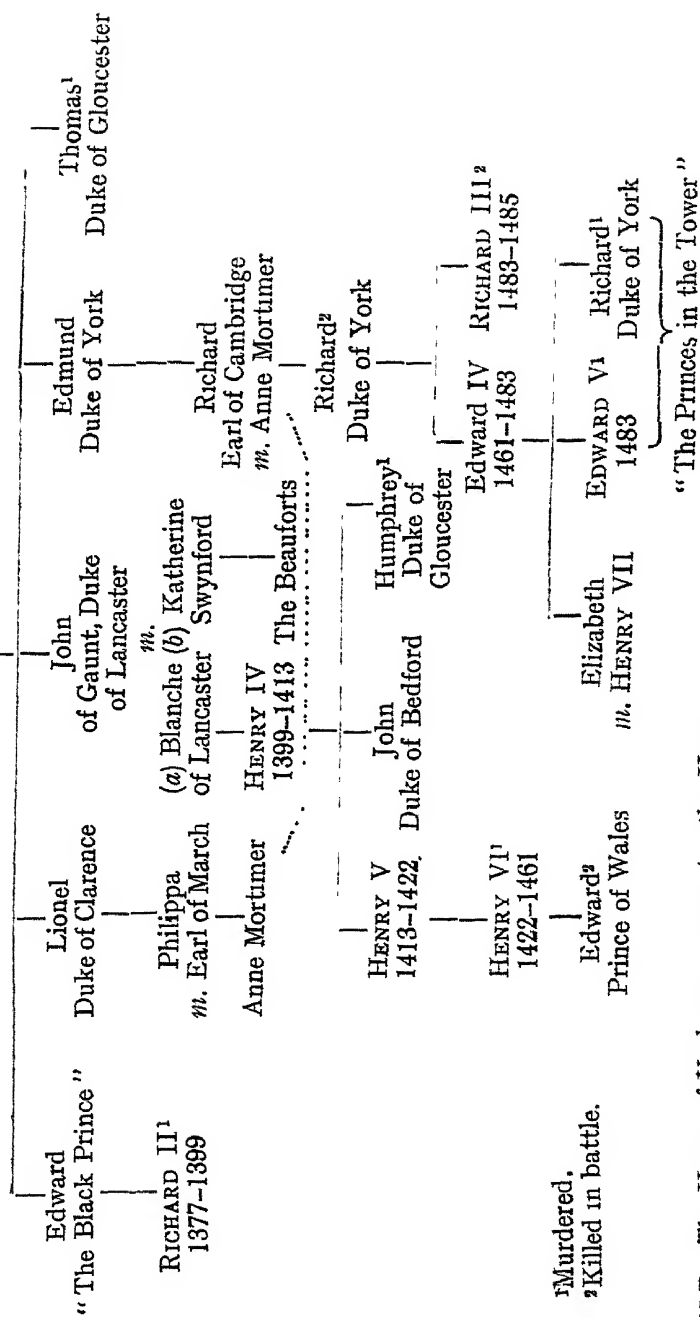 Edward
"The Black Prince"
RICHARD II¹
1377–1399
Lionel
Duke of Clarence
Philippa
m. Earl of March
Anne Mortimer
John
of Gaunt, Duke
of Lancaster
m.
(a) Blanche (b) Katherine
of Lancaster Swynford
HENRY IV The Beauforts
1399–1413
Edmund
Duke of York
Richard
Earl of Cambridge
m. Anne Mortimer
Richard²
Duke of York
Thomas¹
Duke of Gloucester
HENRY V
1413–1422
John
Duke of Bedford
Humphrey¹
Duke of
Gloucester
HENRY VI¹
1422–1461
Edward²
Prince of Wales
Edward IV
1461–1483
RICHARD III²
1483–1485
Elizabeth
m. HENRY VII
EDWARD V¹
1483
Richard¹
Duke of York
"The Princes in the Tower"
¹Murdered.
²Killed in battle.